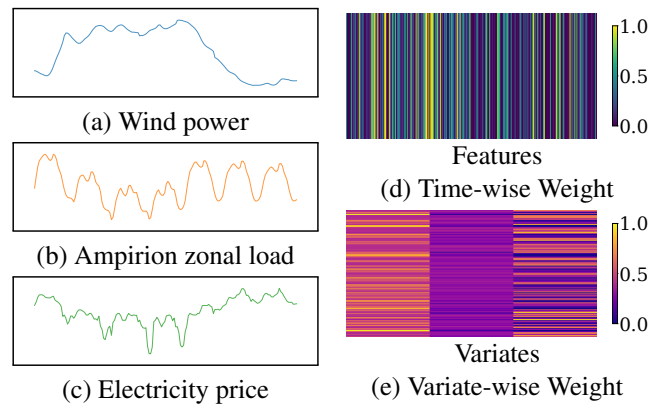 (a) Wind power
(b) Ampirion zonal load
(c) Electricity price
1.0
0.5
0.0
Features
(d) Time-wise Weight
1.0
0.5
0.0
Variates
(e) Variate-wise Weight